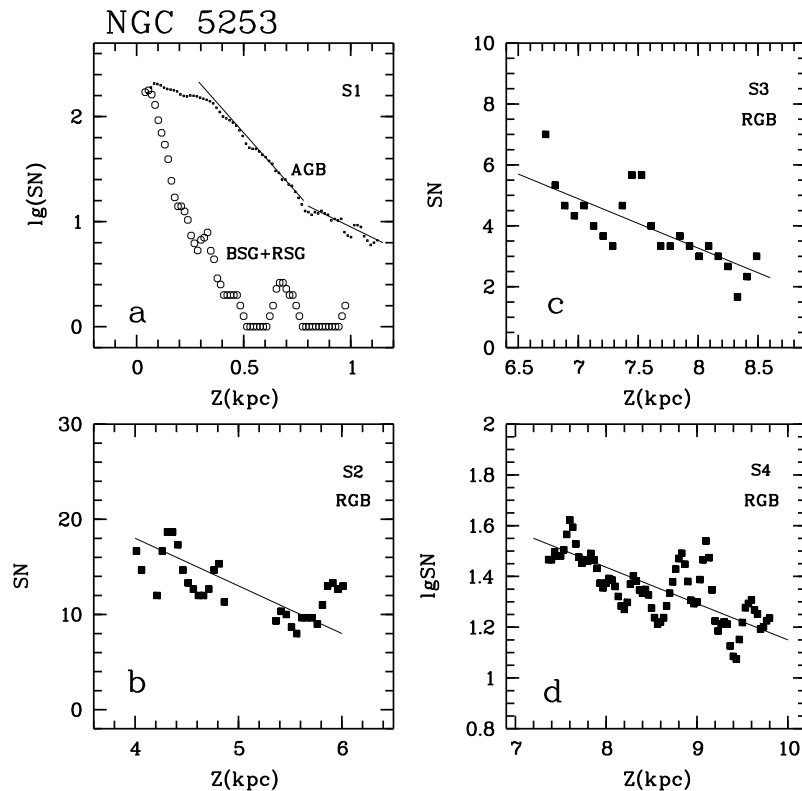 NGC 5253
S1
AGB
BSG+RSG
a
lg(SN)
0
1
2
0
0.5
1
Z(kpc)
S3
RGB
c
SN
0
2
4
6
8
10
6.5
7
7.5
8
8.5
Z(kpc)
S2
RGB
b
SN
0
10
20
30
4
5
6
Z(kpc)
S4
RGB
d
lgSN
0.8
1
1.2
1.4
1.6
1.8
2
7
8
9
10
Z(kpc)